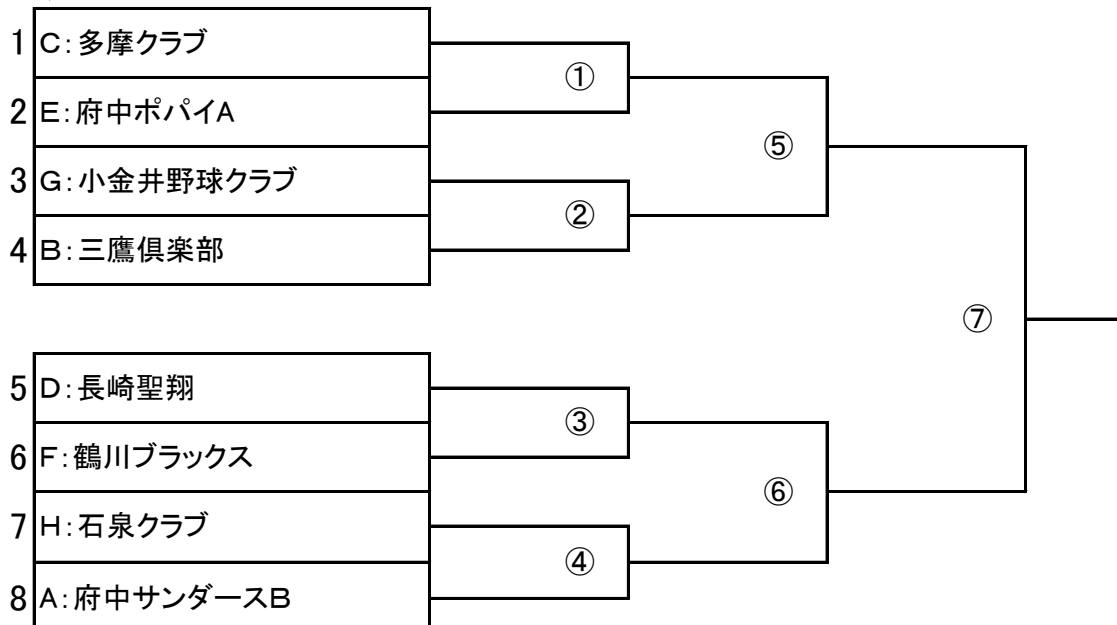 1 C：多摩クラブ
①
2 E：府中ポパイA
⑤
3 G：小金井野球クラブ
②
4 B：三鷹倶楽部
⑦
5 D：長崎聖翔
③
6 F：鶴川ブラックス
⑥
7 H：石泉クラブ
④
8 A：府中サンダースB